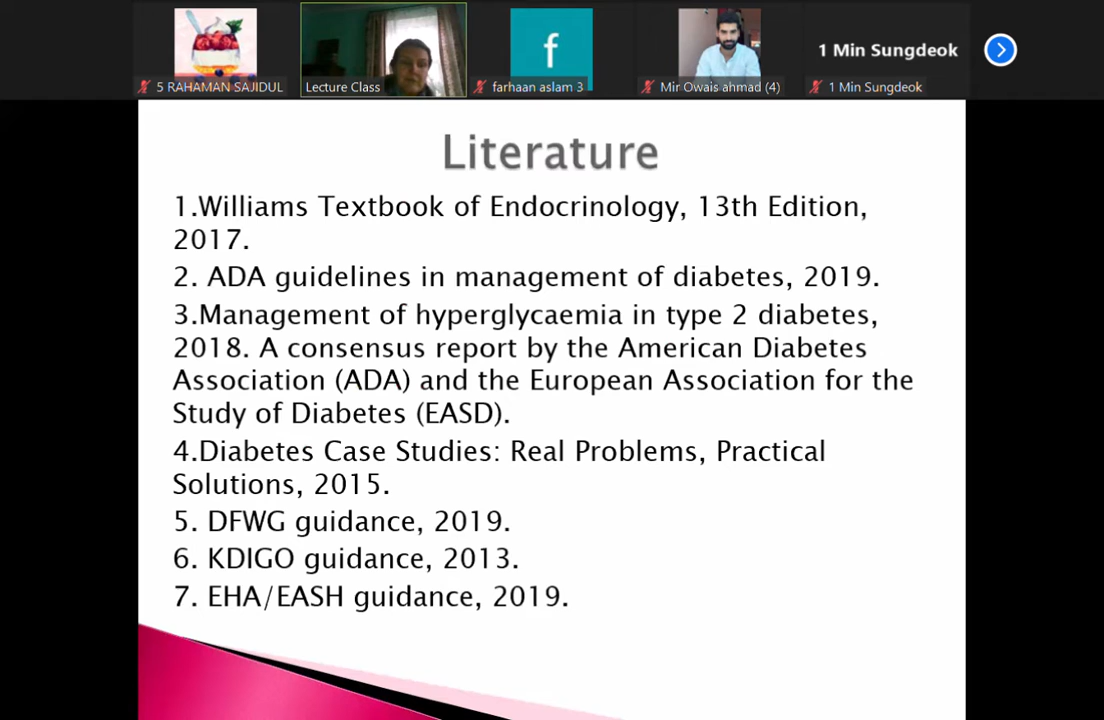 5 RAHAMAN SAJIDUL
Lecture Class
f
farhaan aslam 3
Mir Owais ahmad (4)
1 Min Sungdeok
1 Min Sungdeok
Literature
1.Williams Textbook of Endocrinology, 13th Edition,
2017.
2. ADA guidelines in management of diabetes, 2019.
3.Management of hyperglycaemia in type 2 diabetes,
2018. A consensus report by the American Diabetes
Association (ADA) and the European Association for the
Study of Diabetes (EASD).
4.Diabetes Case Studies: Real Problems, Practical
Solutions, 2015.
5. DFWG guidance, 2019.
6. KDIGO guidance, 2013.
7. EHA/EASH guidance, 2019.